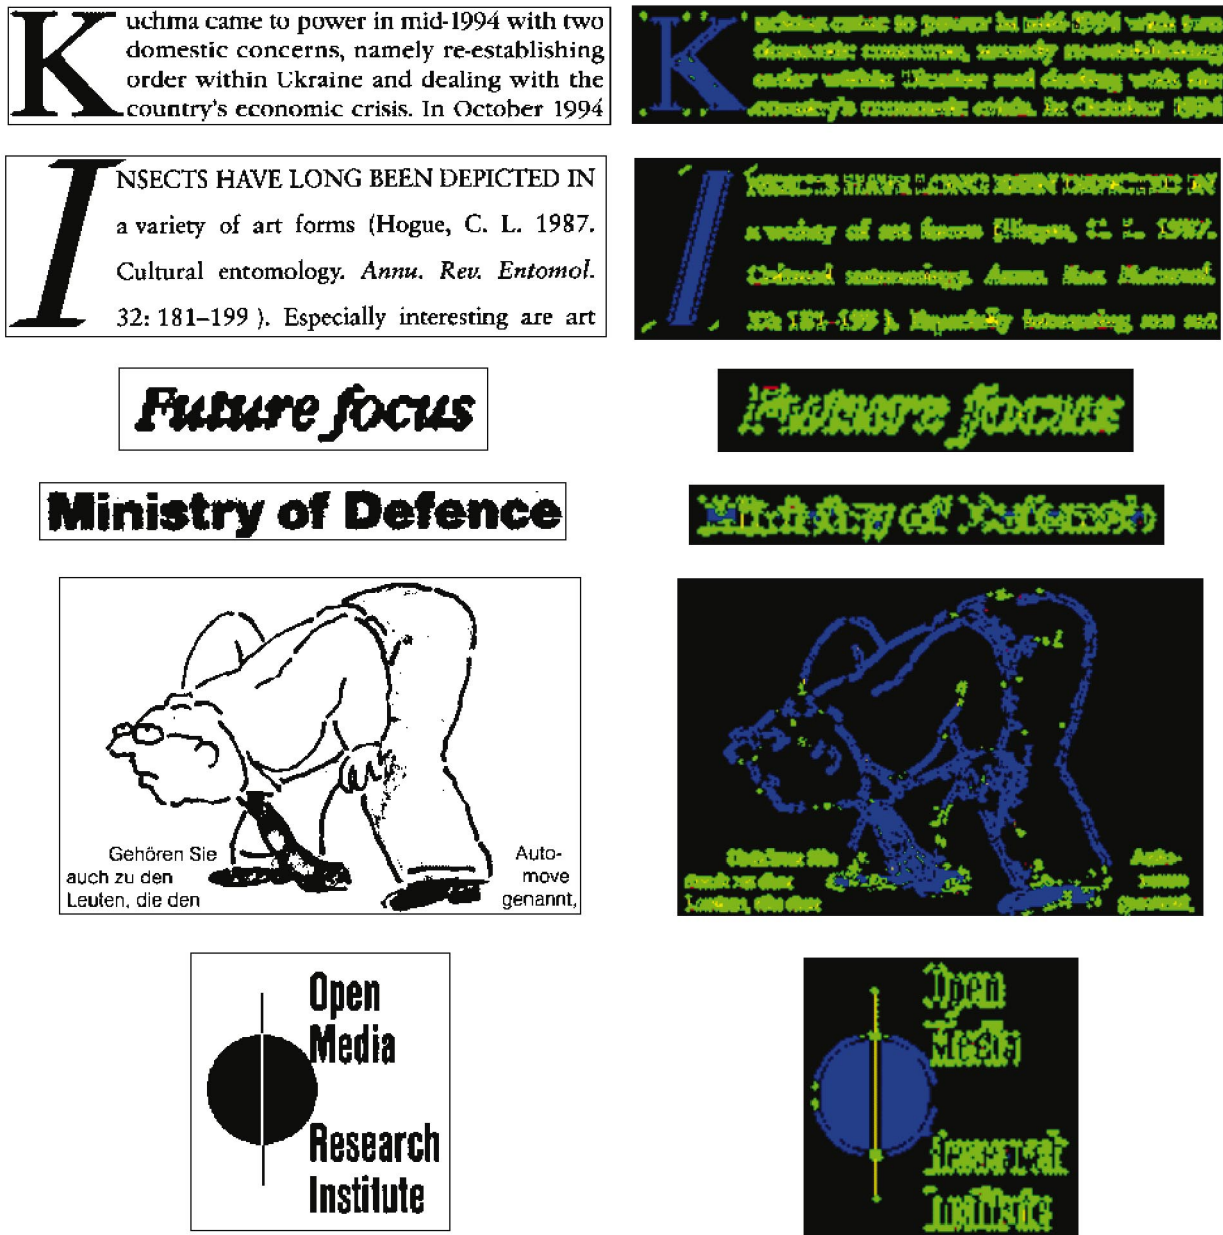 Kuchma came to power in mid-1994 with two
domestic concerns, namely re-establishing
order within Ukraine and dealing with the
country's economic crisis. In October 1994
INSECTS HAVE LONG BEEN DEPICTED IN
a variety of art forms (Hogue, C. L. 1987.
Cultural entomology. Annu. Rev. Entomol.
32: 181–199 ). Especially interesting are art
Future focus
Ministry of Defence
Gehören Sie
auch zu den
Leuten, die den
Auto-
move
genannt,
Open
Media
Research
Institute